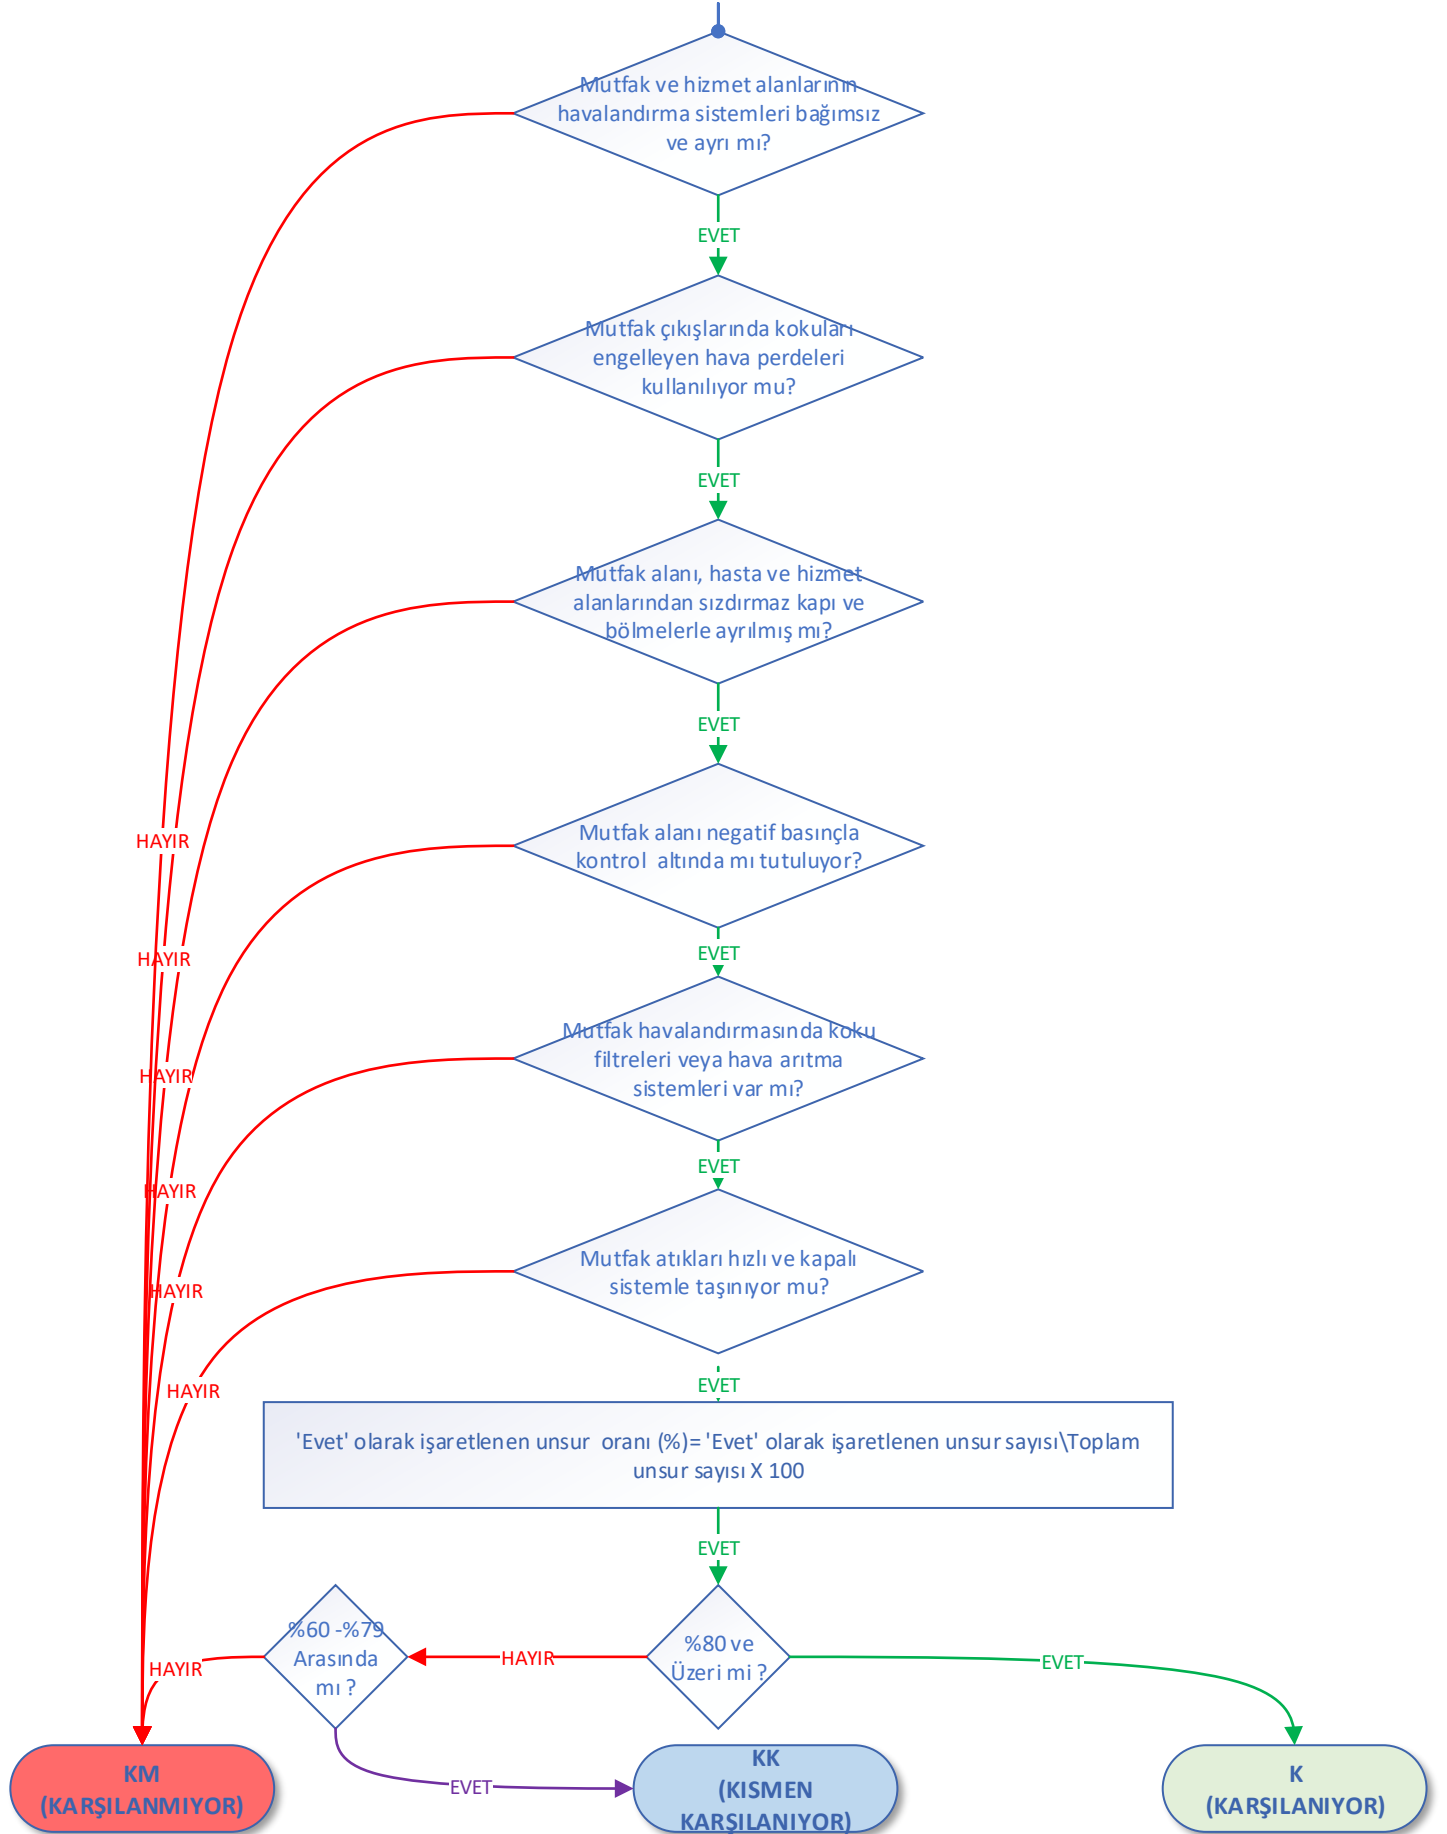 Mutfak ve hizmet alanlarının
havalandırma sistemleri bağımsız
ve ayrı mı?
EVET
Mutfak çıkışlarında kokuları
engelleyen hava perdeleri
kullanılıyor mu?
EVET
Mutfak alanı, hasta ve hizmet
alanlarından sızdırmaz kapı ve
bölmelerle ayrılmış mı?
EVET
Mutfak alanı negatif basınçla
kontrol  altında mı tutuluyor?
HAYIR
EVET
HAYIR
Mutfak havalandırmasında koku
filtreleri veya hava arıtma
sistemleri var mı?
HAYIR
EVET
HAYIR
Mutfak atıkları hızlı ve kapalı
sistemle taşınıyor mu?
HAYIR
EVET
HAYIR
'Evet' olarak işaretlenen unsur  oranı (%)= 'Evet' olarak işaretlenen unsur sayısı\Toplam
unsur sayısı X 100
EVET
%60 -%79
Arasında
mı ?
HAYIR
HAYIR
%80 ve
Üzeri mi ?
EVET
EVET
KM
(KARŞILANMIYOR)
KK
(KISMEN
KARŞILANIYOR)
K
(KARŞILANIYOR)